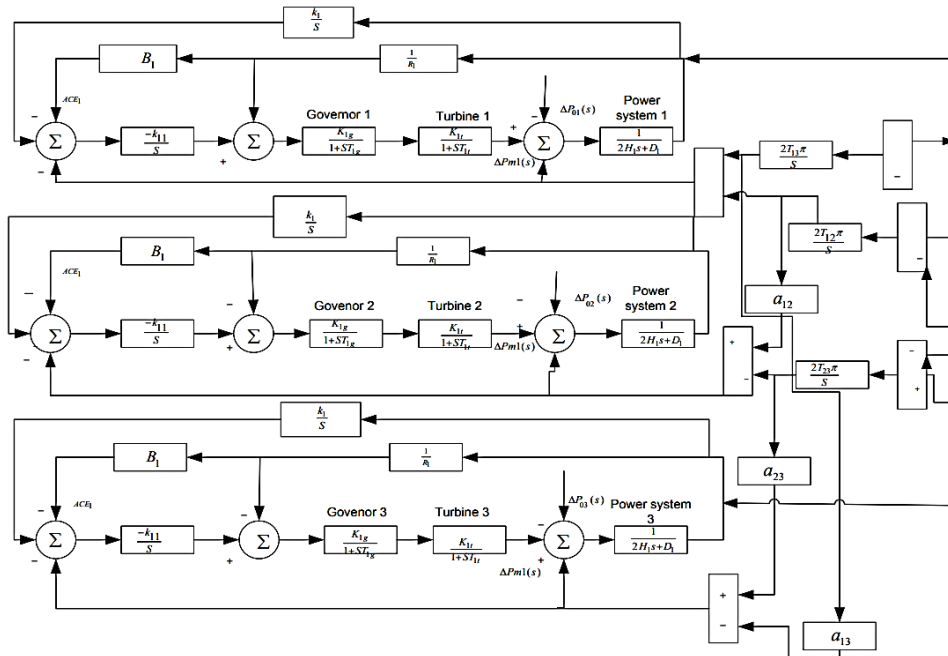 k₁/S
B₁
1/R₁
ACE₁
−
−
−
Σ
-k₁₁/S
+
Σ
Govenor 1
K₁g/1+ST₁g
Turbine 1
K₁t/1+ST₁t
+
−
ΔP₀₁(s)
ΔPm1(s)
Σ
Power system 1
1/2H₁s+D₁
2T₁₃π/S
−
k₁/S
2T₁₂π/S
−
B₁
1/R₁
ACE₁
−
−
−
Σ
-k₁₁/S
−
+
Σ
Govenor 2
K₁g/1+ST₁g
Turbine 2
K₁t/1+ST₁t
−
+
ΔP₀₂(s)
ΔPm1(s)
Σ
Power system 2
1/2H₁s+D₁
a₁₂
+
−
2T₂₃π/S
−
+
k₁/S
B₁
1/R₁
ACE₁
−
−
−
Σ
-k₁₁/S
−
+
Σ
Govenor 3
K₁g/1+ST₁g
Turbine 3
K₁t/1+ST₁t
−
+
ΔP₀₃(s)
ΔPm1(s)
Σ
Power system 3
1/2H₁s+D₁
a₂₃
+
−
a₁₃